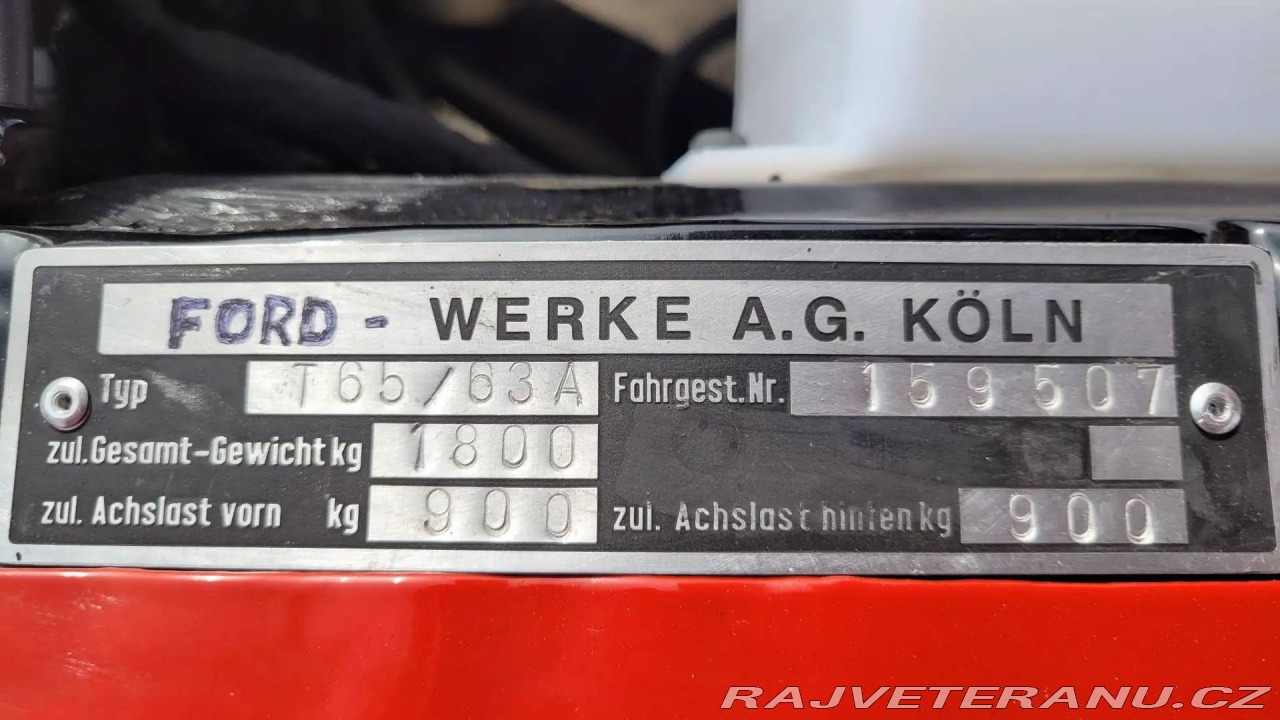 FORD - WERKE A.G. KÖLN
Typ T65/63A Fahrgest.Nr. 159507
zul.Gesamt-Gewicht kg 1800
zul. Achslast vorn kg 900 zul. Achslast hinten kg 900
RAJVETERANU.CZ